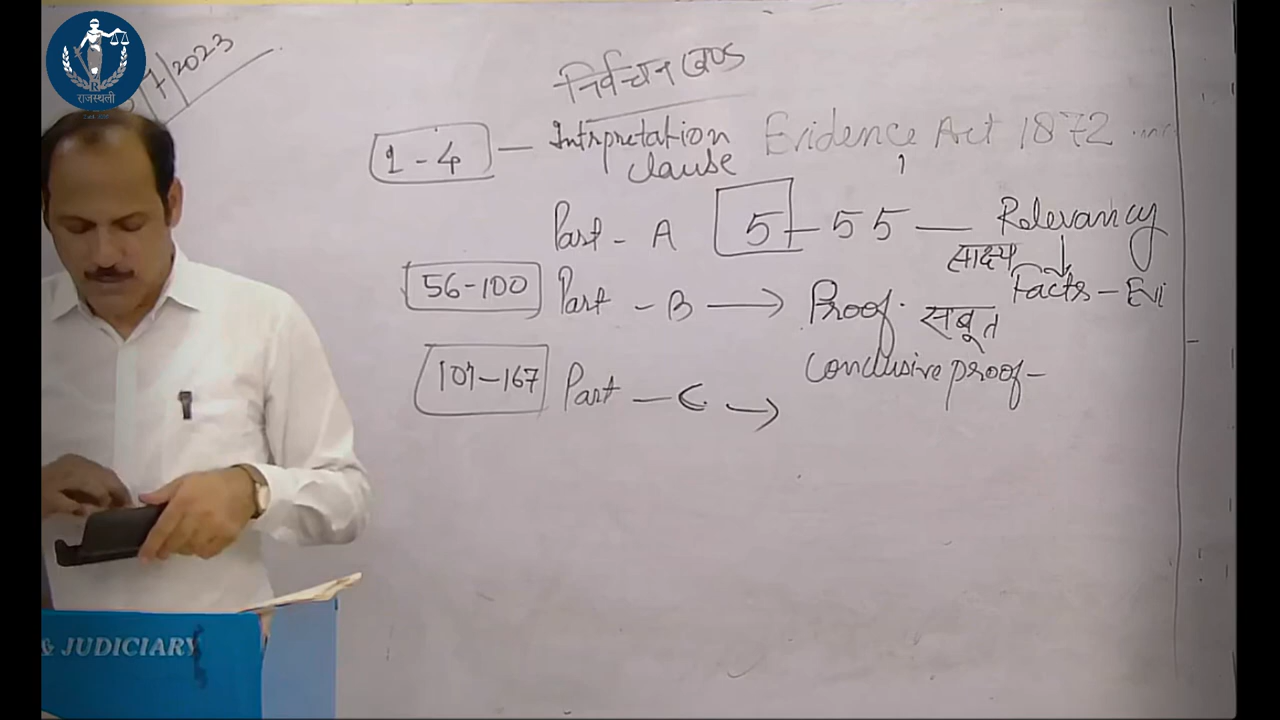 राजस्थली
/7/2023
निर्वचन खण्ड
1 - 4 — Intrpretation clause
Evidence Act 1872
Part - A 5 - 55 — Relevancy
साक्ष्य Facts - Evi
56-100 Part - B → Proof. सबूत
conclusive proof -
101-167 Part - C. →
& JUDICIARY